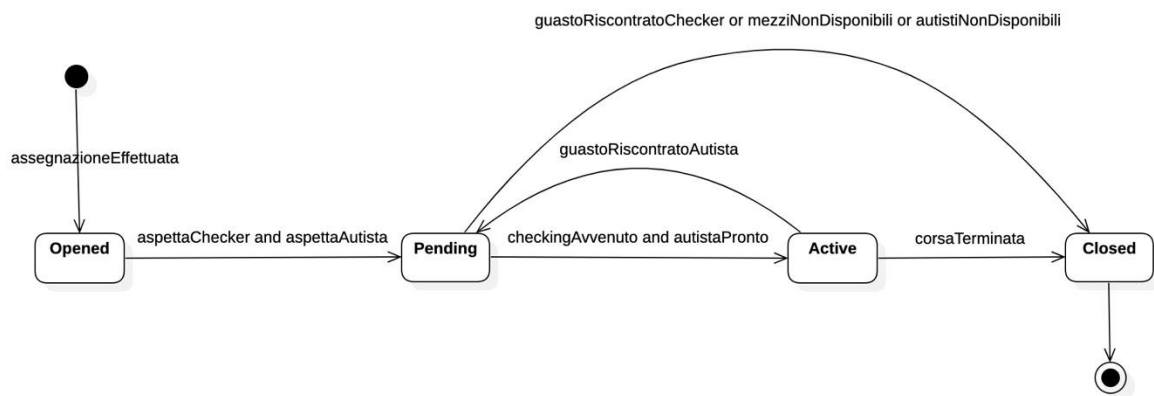 guastoRiscontratoChecker or mezziNonDisponibili or autistiNonDisponibili
assegnazioneEffettuata
guastoRiscontratoAutista
Opened
aspettaChecker and aspettaAutista
Pending
checkingAvvenuto and autistaPronto
Active
corsaTerminata
Closed